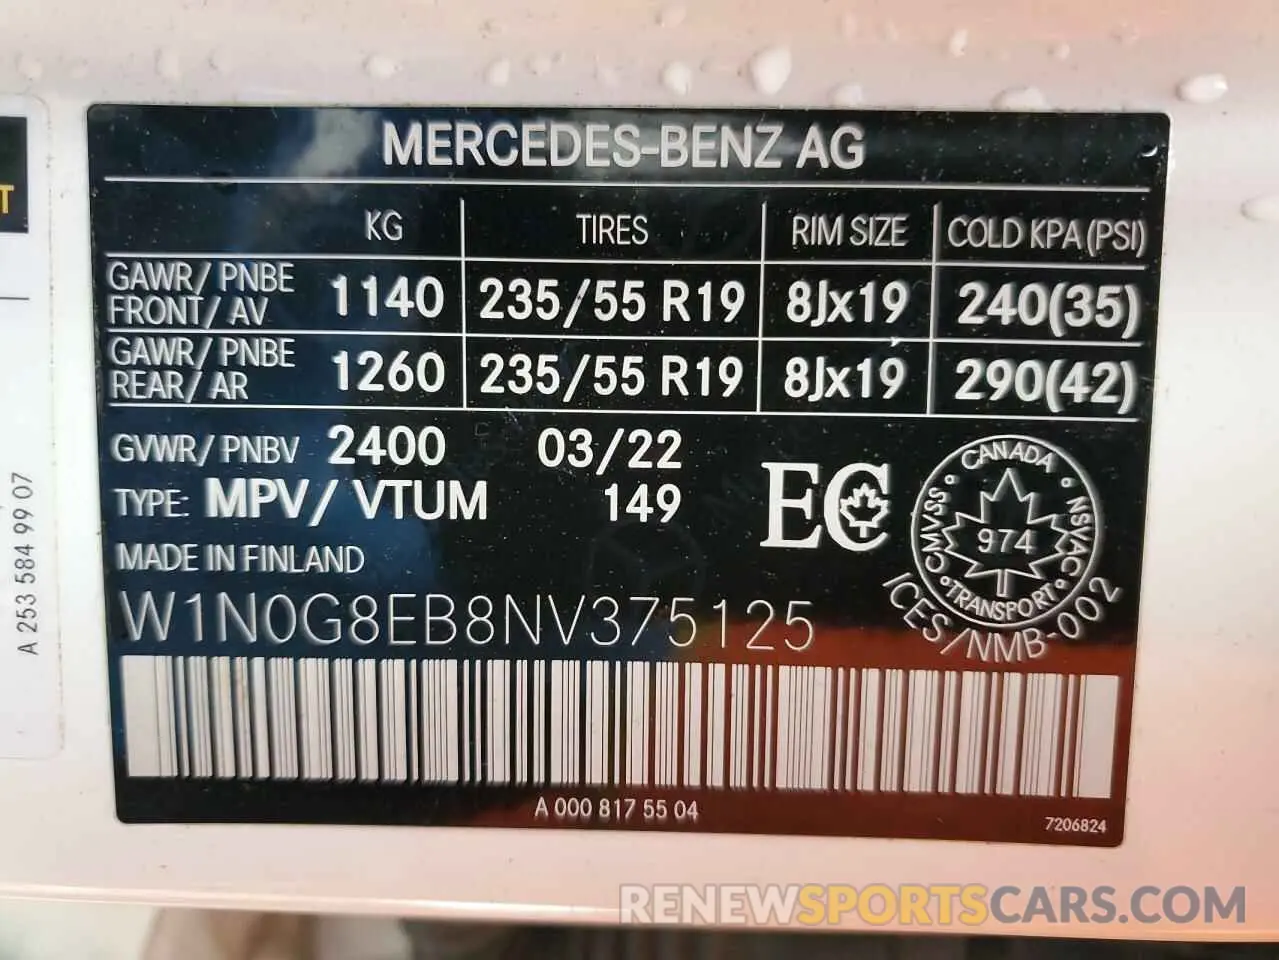 MERCEDES-BENZ AG
KG TIRES RIM SIZE COLD KPA (PSI)
GAWR/ PNBE FRONT/ AV 1140 235/55 R19 8Jx19 240(35)
GAWR/ PNBE REAR/ AR 1260 235/55 R19 8Jx19 290(42)
GVWR/ PNBV 2400 03/22
TYPE: MPV/ VTUM 149
EC
CANADA
CMVSS
NSVAC
974
TRANSPORT
ICES/NMB-002
MADE IN FINLAND
W1N0G8EB8NV375125
A 000 817 55 04
7206824
T
A 253 584 99 07
RENEWSPORTSCARS.COM